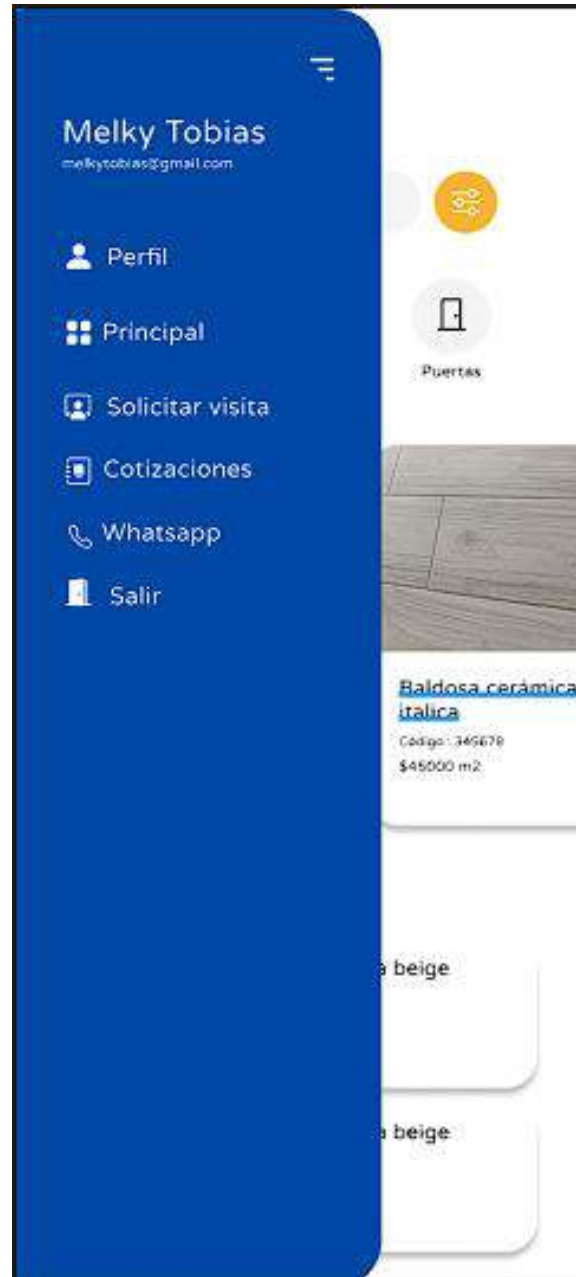 Melky Tobias
melkytobias@gmail.com
Perfil
Principal
Solicitar visita
Cotizaciones
Whatsapp
Salir
Puertas
Baldosa cerámica
italica
Código : 345678
$45000 m2
a beige
a beige